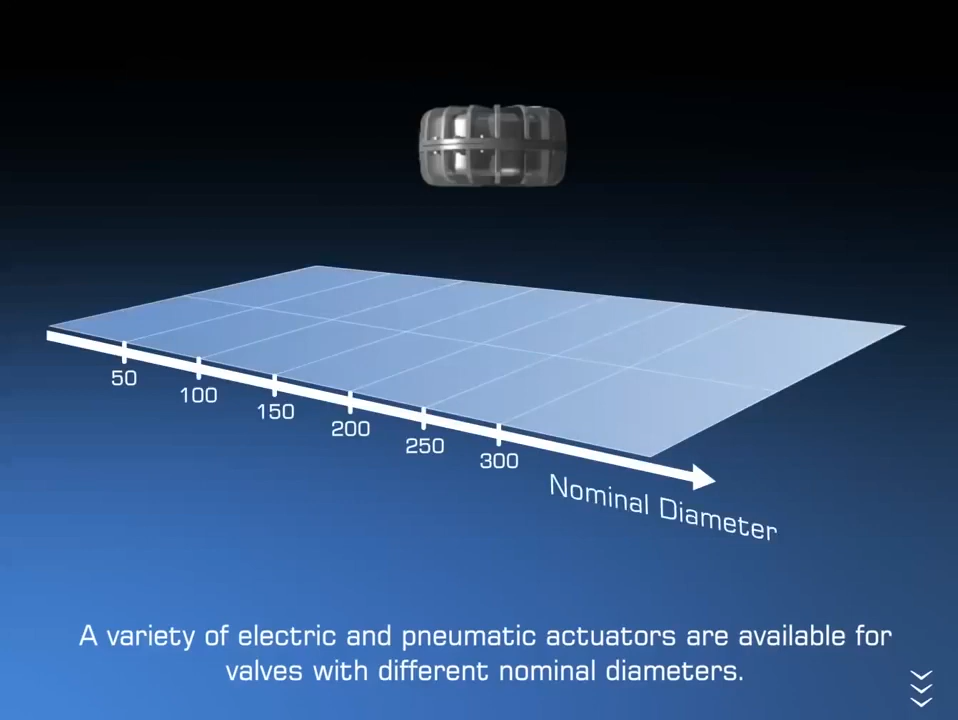 50
100
150
200
250
300
Nominal Diameter
A variety of electric and pneumatic actuators are available for
valves with different nominal diameters.